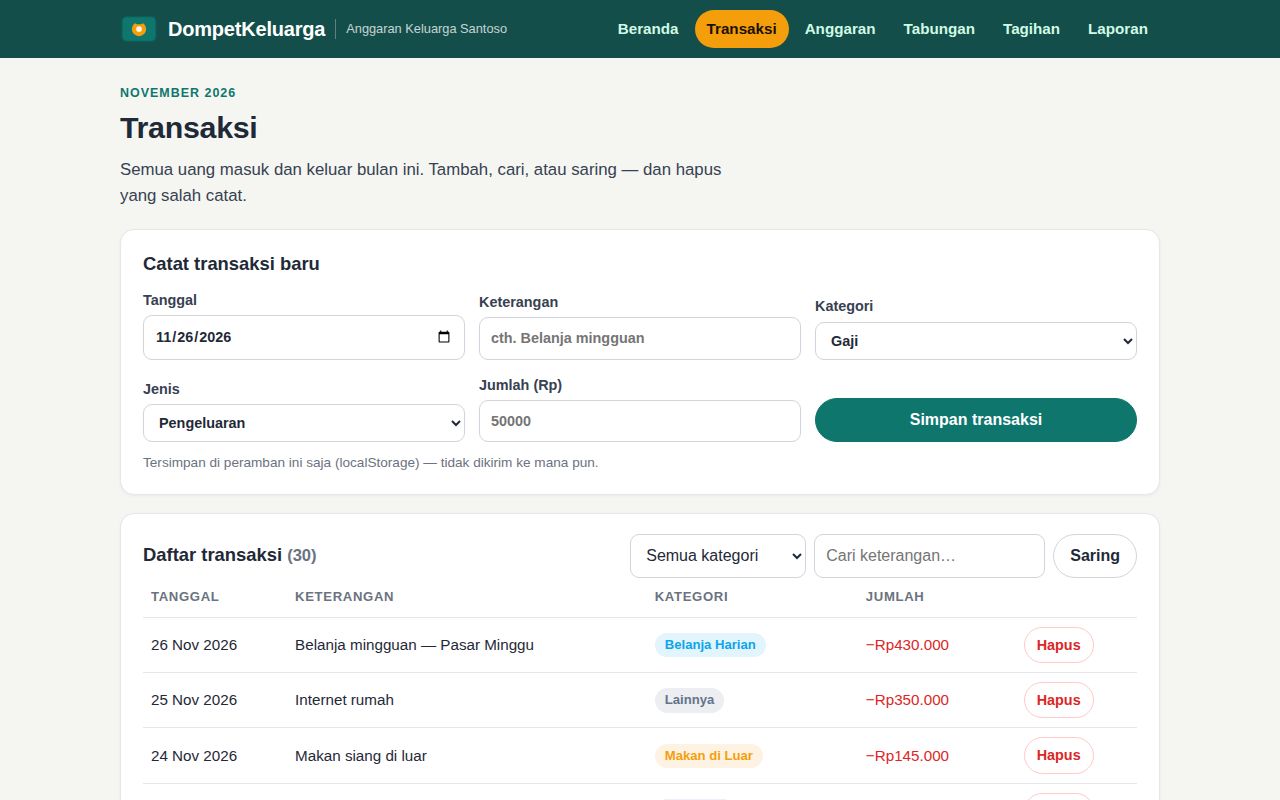 DompetKeluarga Anggaran Keluarga Santoso Beranda Transaksi Anggaran Tabungan Tagihan Laporan
NOVEMBER 2026
Transaksi
Semua uang masuk dan keluar bulan ini. Tambah, cari, atau saring — dan hapus
yang salah catat.
Catat transaksi baru
Tanggal Keterangan Kategori
11/26/2026 cth. Belanja mingguan Gaji
Jenis Jumlah (Rp)
Pengeluaran 50000 Simpan transaksi
Tersimpan di peramban ini saja (localStorage) — tidak dikirim ke mana pun.
Daftar transaksi (30) Semua kategori Cari keterangan… Saring
TANGGAL KETERANGAN KATEGORI JUMLAH
26 Nov 2026 Belanja mingguan — Pasar Minggu Belanja Harian −Rp430.000 Hapus
25 Nov 2026 Internet rumah Lainnya −Rp350.000 Hapus
24 Nov 2026 Makan siang di luar Makan di Luar −Rp145.000 Hapus